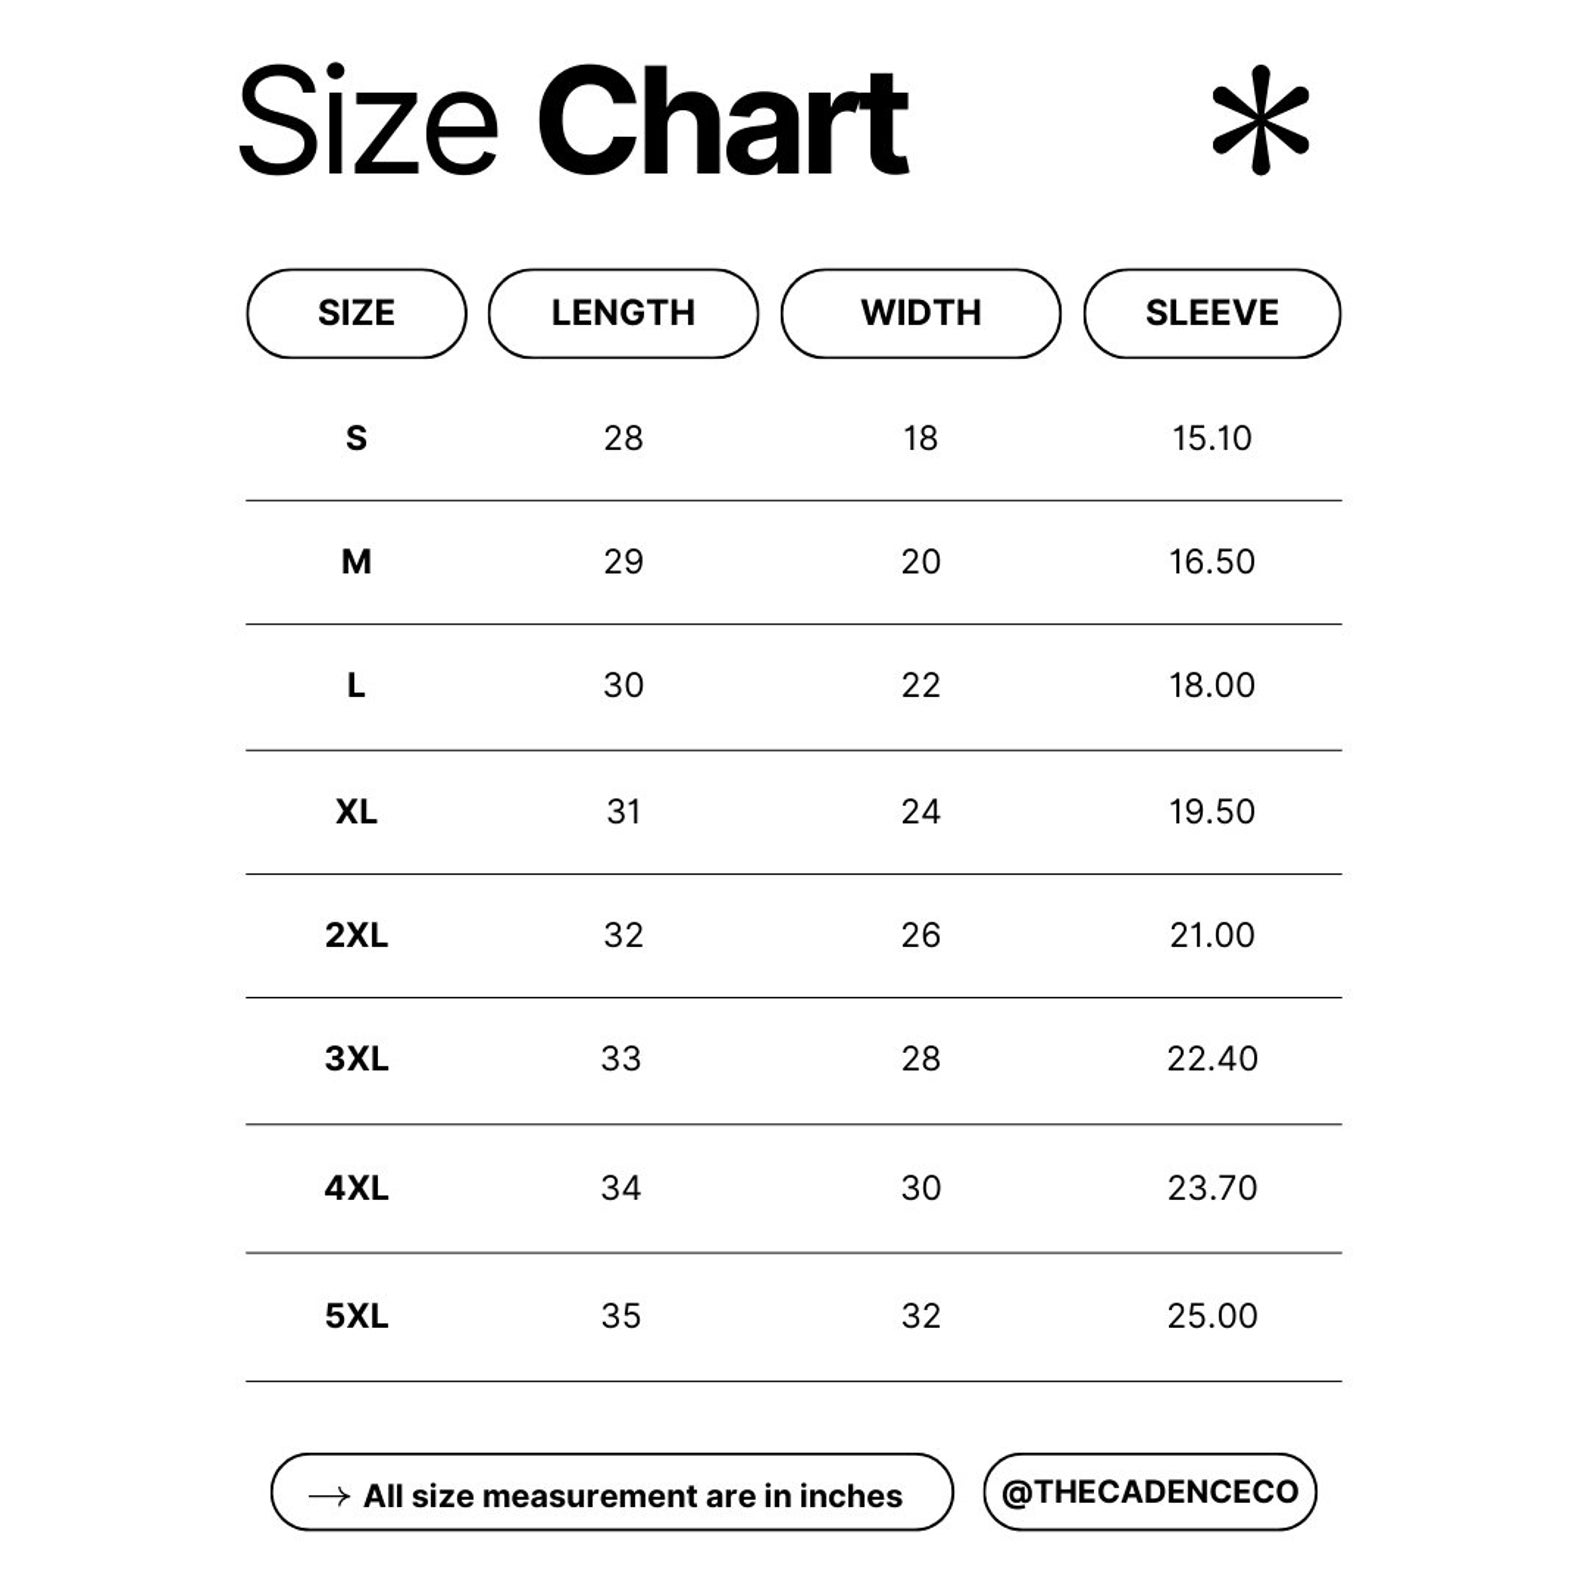 Size Chart *
SIZE LENGTH WIDTH SLEEVE
S 28 18 15.10
M 29 20 16.50
L 30 22 18.00
XL 31 24 19.50
2XL 32 26 21.00
3XL 33 28 22.40
4XL 34 30 23.70
5XL 35 32 25.00
→ All size measurement are in inches @THECADENCECO